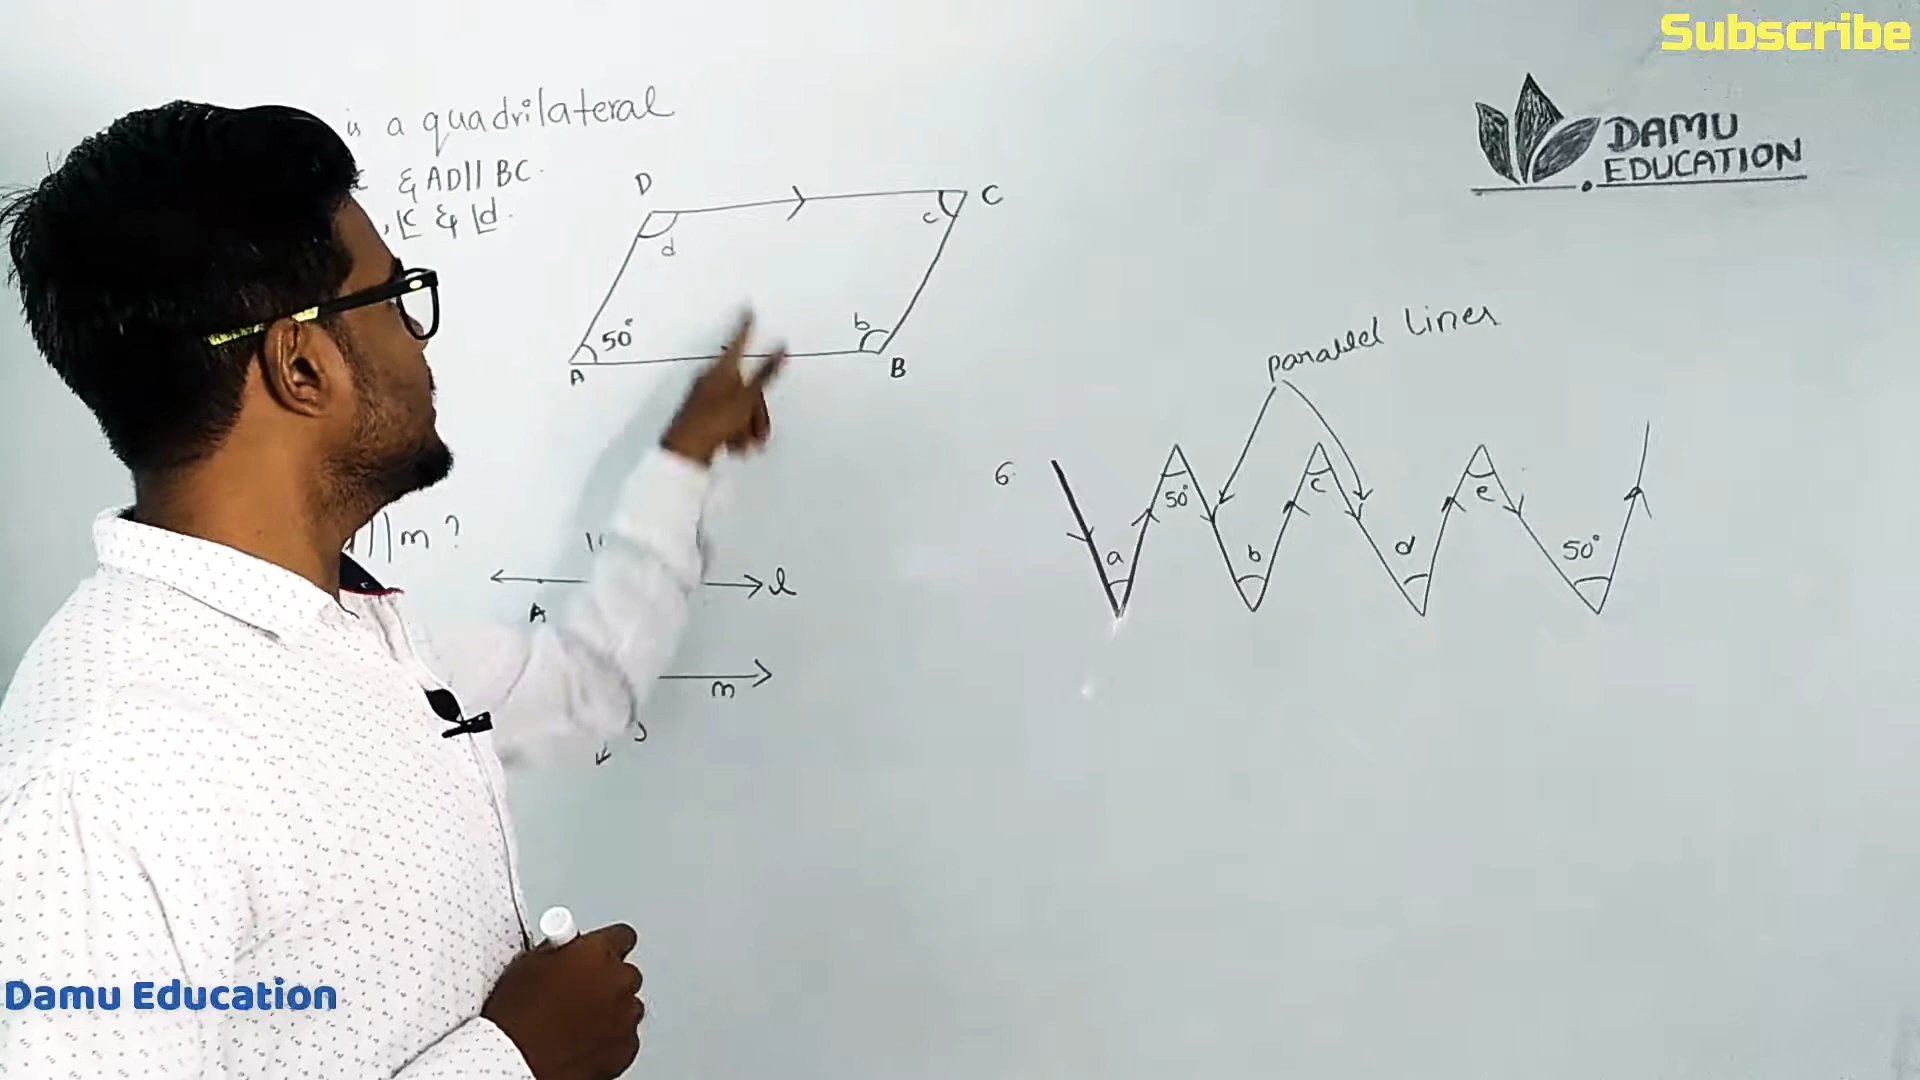 Subscribe
DAMU
EDUCATION
is a quadrilateral
& AD||BC.
, ∠c & ∠d.
D
C
d
c
50°
b
A
B
||m?
l
A
m
parallel lines
6.
a
50°
b
c
d
e
50°
Damu Education